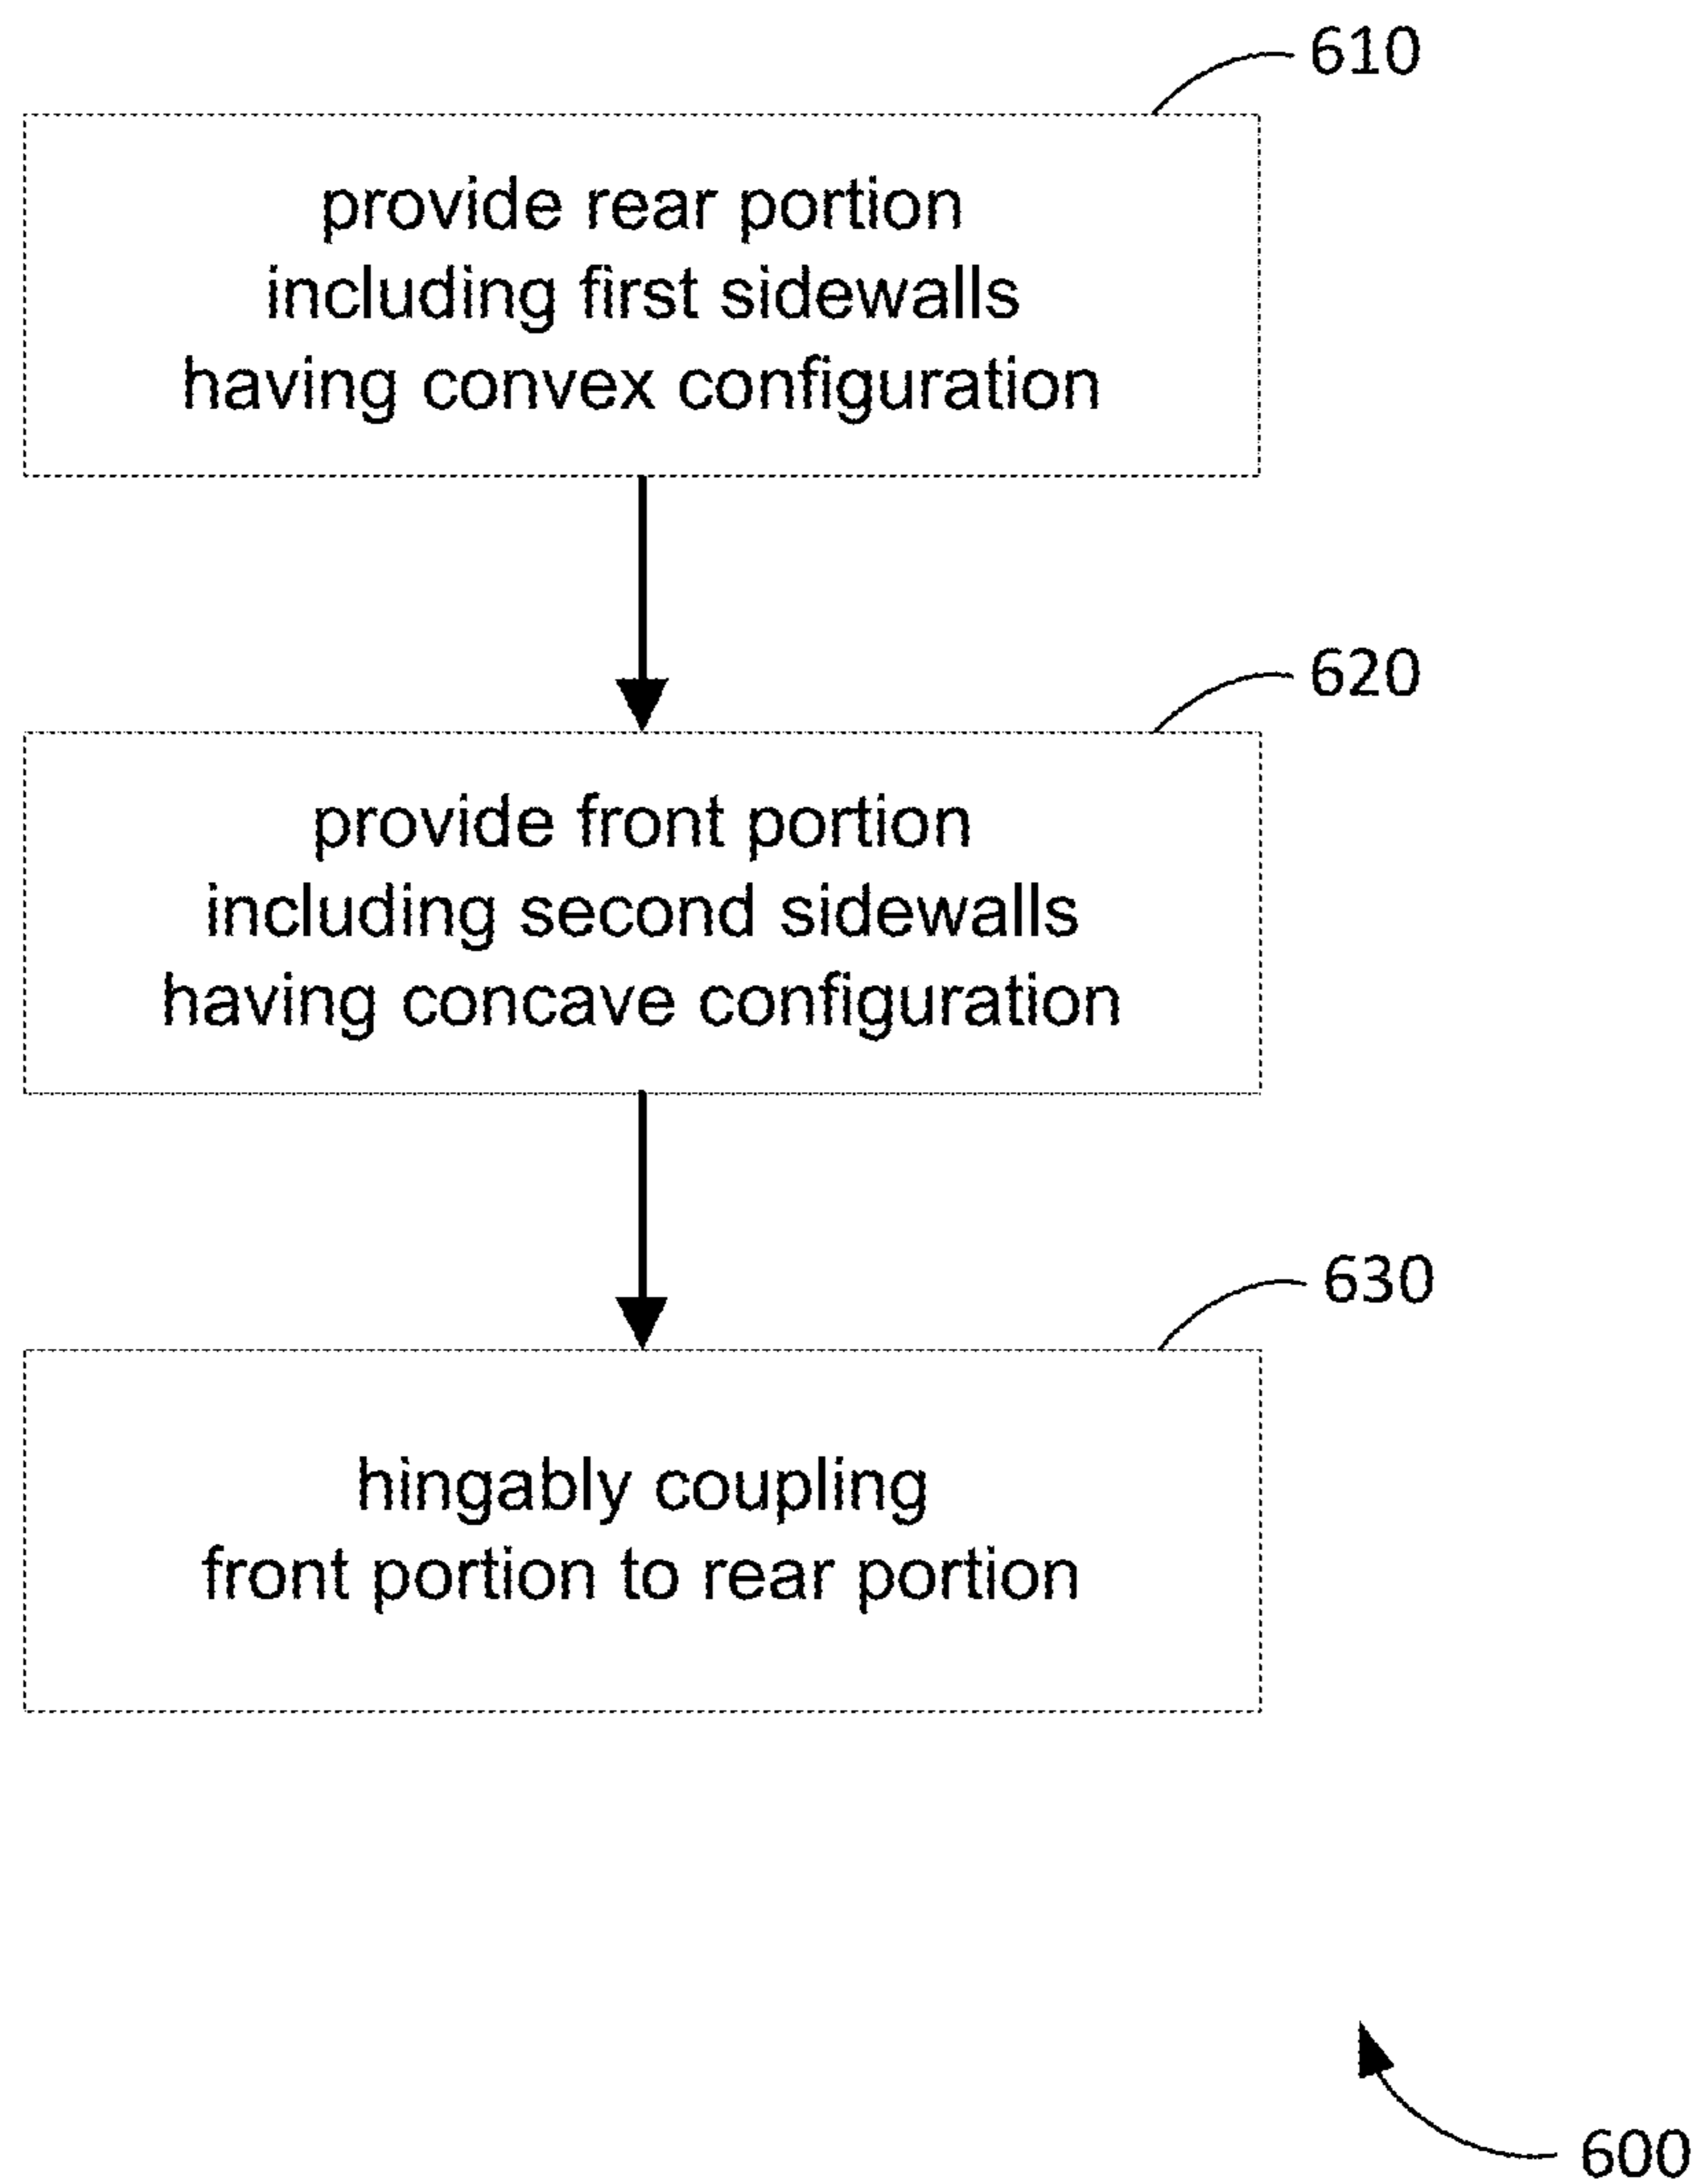 610
provide rear portion
including first sidewalls
having convex configuration
620
provide front portion
including second sidewalls
having concave configuration
630
hingably coupling
front portion to rear portion
600